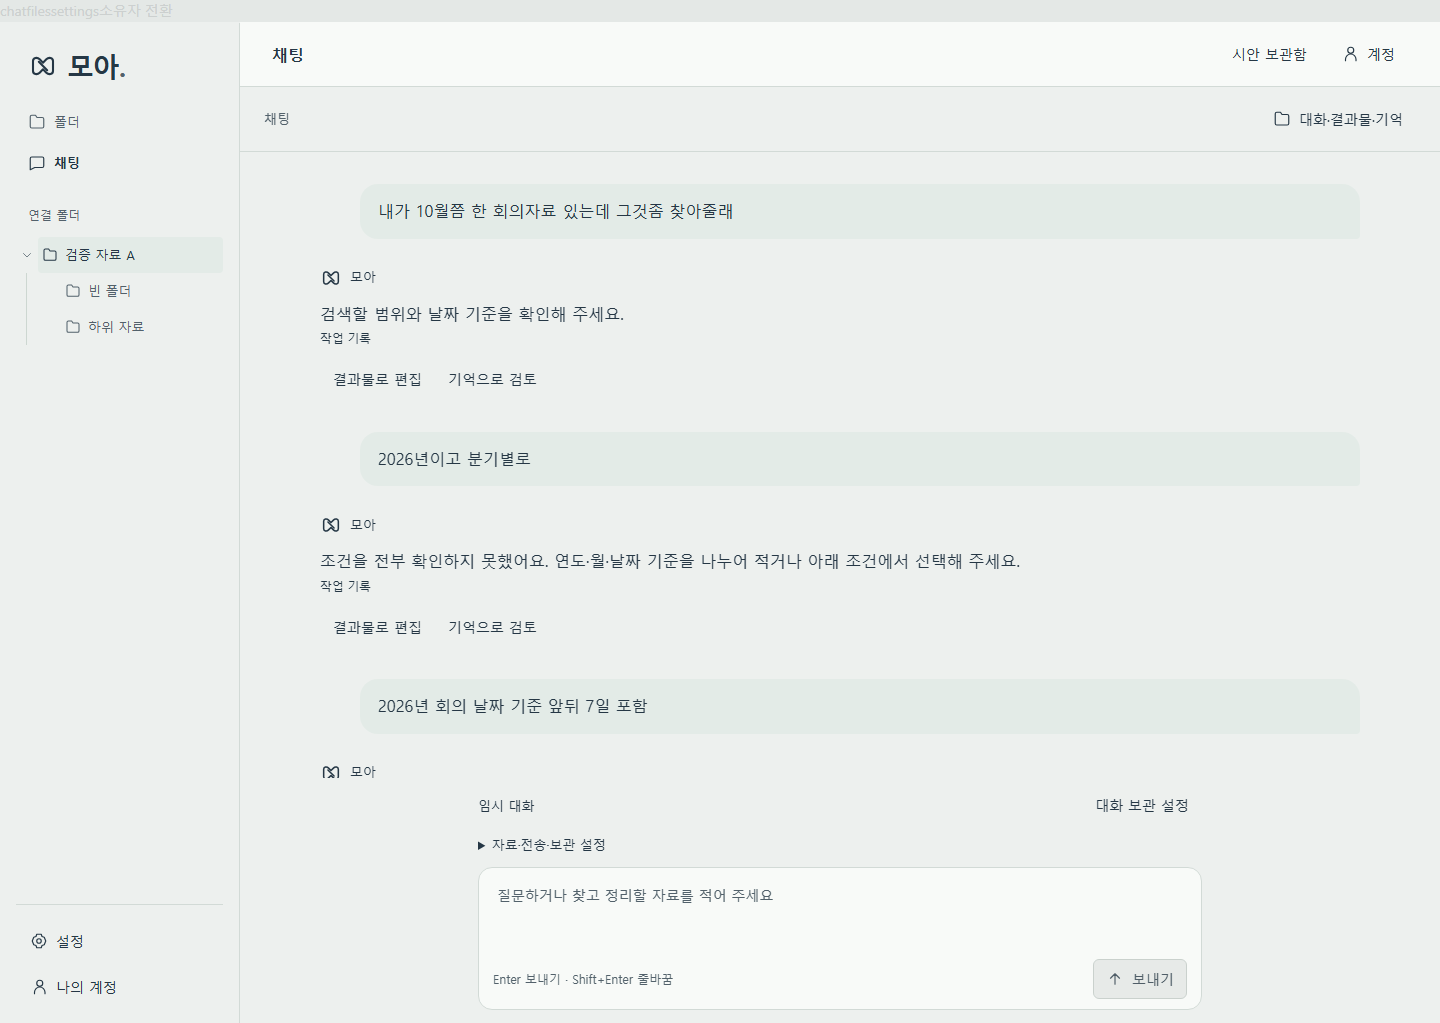 chatfilessettings소유자 전환
모아.
폴더
채팅
연결 폴더
검증 자료 A
빈 폴더
하위 자료
설정
나의 계정
채팅
시안 보관함
계정
채팅
대화·결과물·기억
내가 10월쯤 한 회의자료 있는데 그것좀 찾아줄래
모아
검색할 범위와 날짜 기준을 확인해 주세요.
작업 기록
결과물로 편집 기억으로 검토
2026년이고 분기별로
모아
조건을 전부 확인하지 못했어요. 연도·월·날짜 기준을 나누어 적거나 아래 조건에서 선택해 주세요.
작업 기록
결과물로 편집 기억으로 검토
2026년 회의 날짜 기준 앞뒤 7일 포함
모아
임시 대화
대화 보관 설정
자료·전송·보관 설정
질문하거나 찾고 정리할 자료를 적어 주세요
Enter 보내기 · Shift+Enter 줄바꿈
보내기